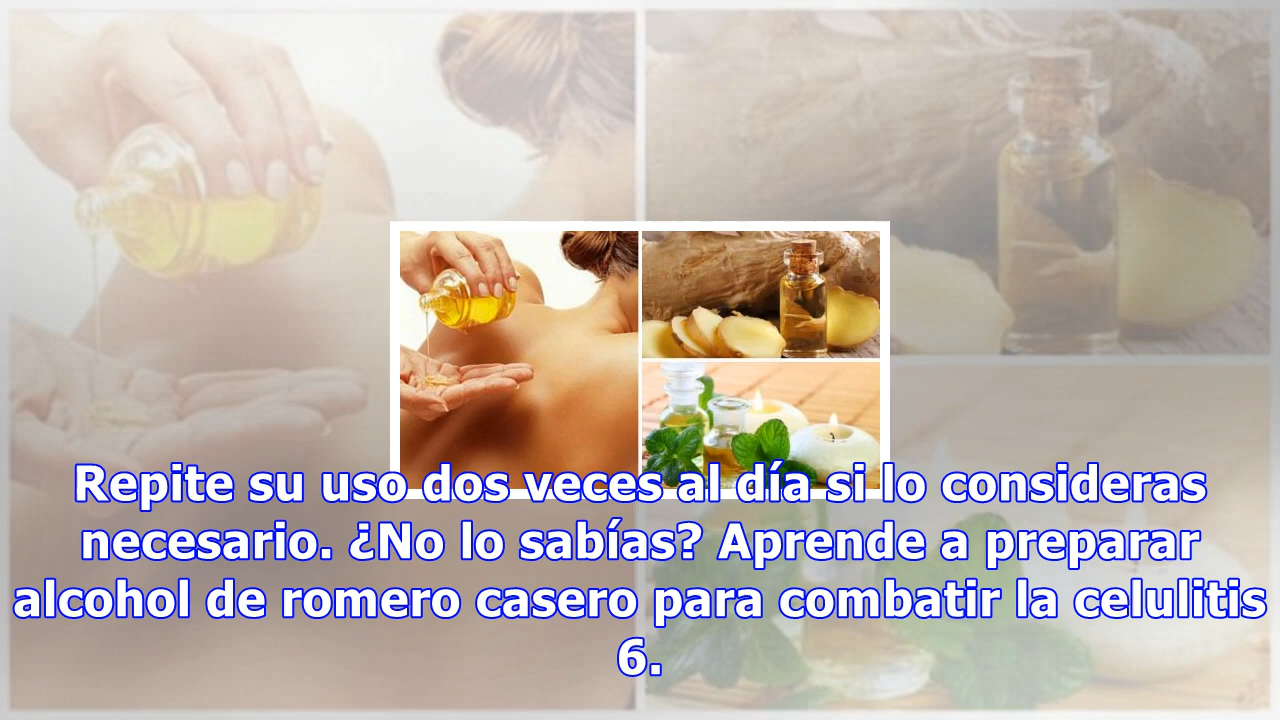 Repite su uso dos veces al día si lo consideras
necesario. ¿No lo sabías? Aprende a preparar
alcohol de romero casero para combatir la celulitis
6.